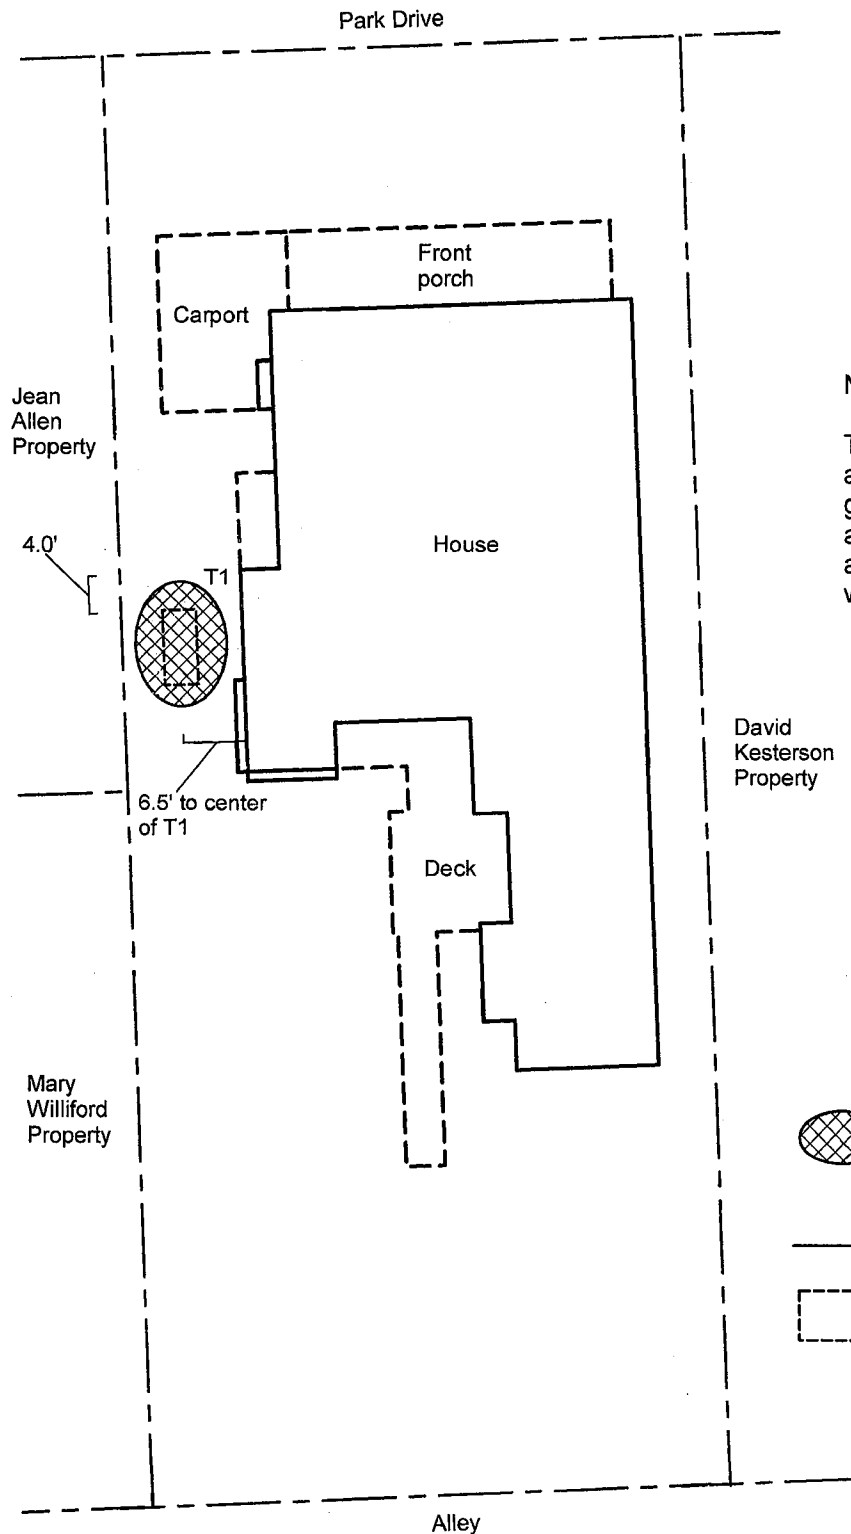 Park Drive
Front
porch
Carport
Jean
Allen
Property
4.0'
T1
House
David
Kesterson
Property
6.5' to center
of T1
Deck
Mary
Williford
Property
Alley